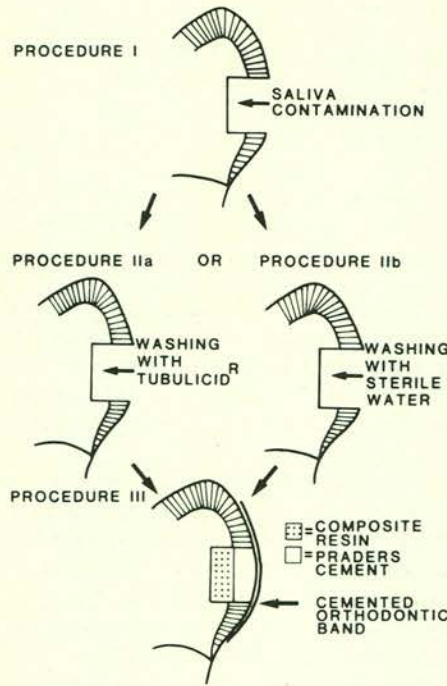 PROCEDURE I
SALIVA
CONTAMINATION
PROCEDURE IIa OR PROCEDURE IIb
WASHING
WITH
TUBULICID R
WASHING
WITH
STERILE
WATER
PROCEDURE III
= COMPOSITE
RESIN
= PRADERS
CEMENT
CEMENTED
ORTHODONTIC
BAND